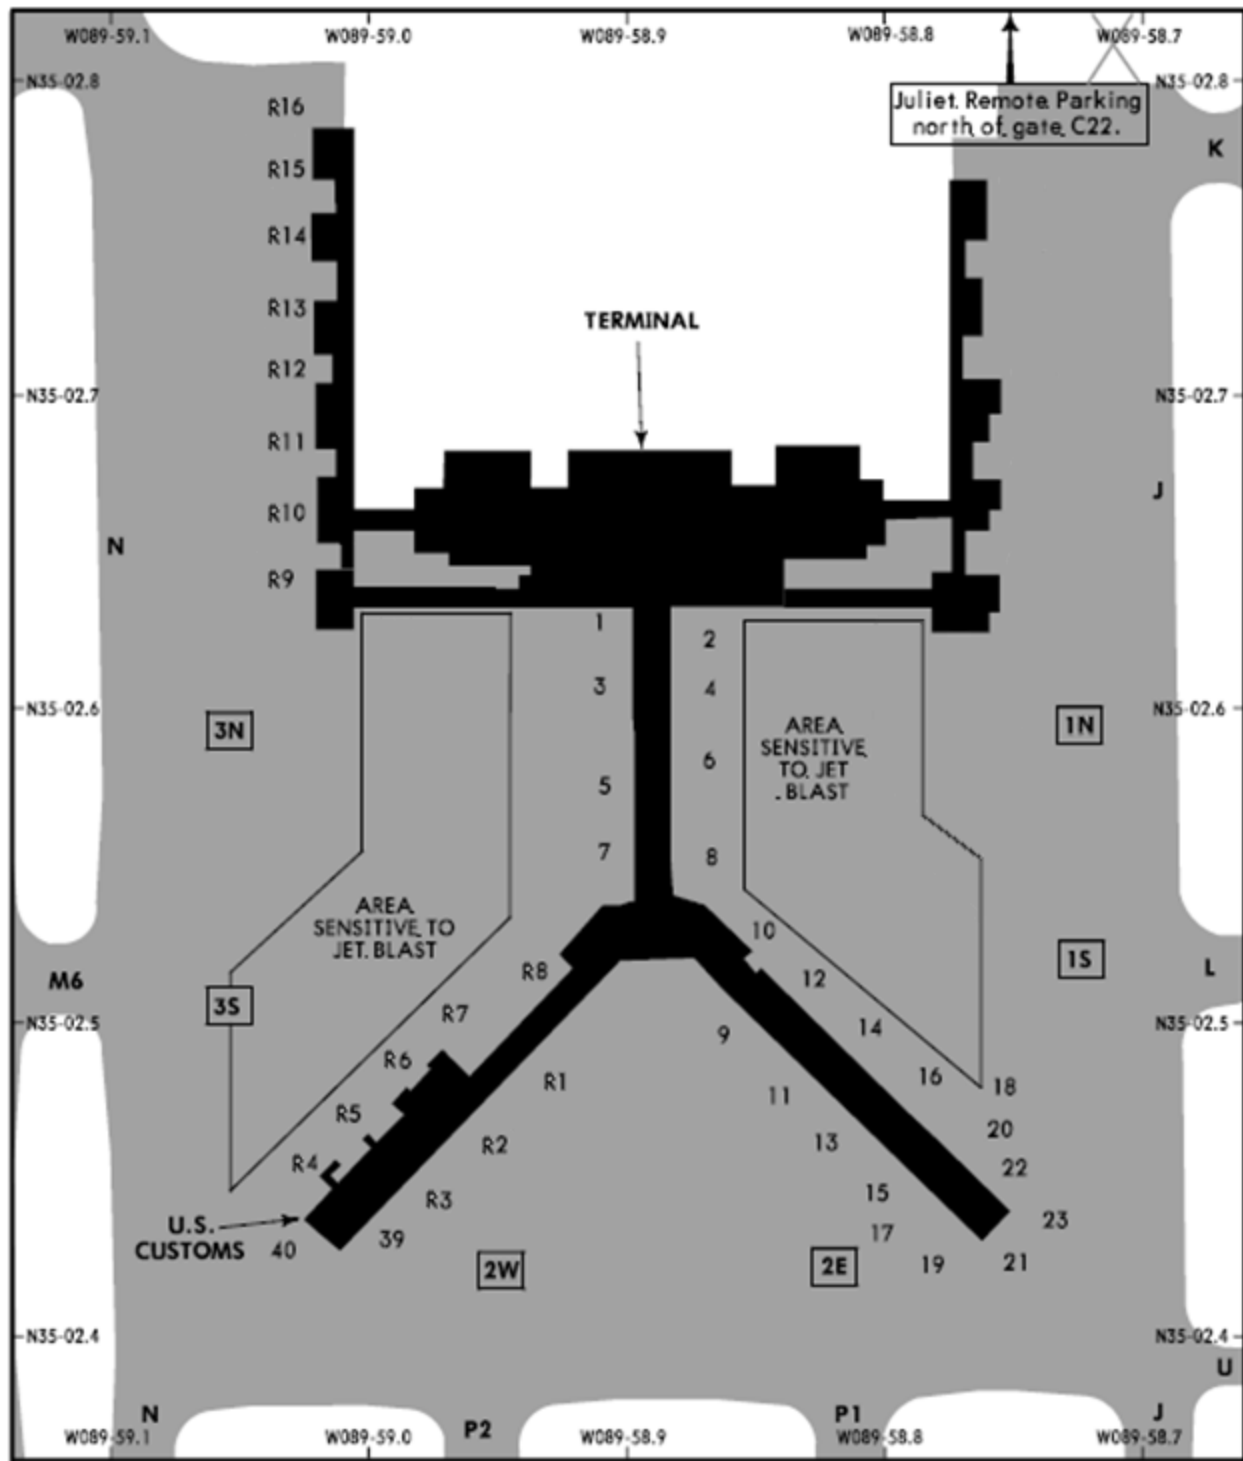 W089-59.1
W089-59.0
W089-58.9
W089-58.8
W089-58.7
N35-02.8
N35-02.8
Juliet Remote Parking
north of gate C22.
R16
K
R15
R14
R13
TERMINAL
R12
N35-02.7
N35-02.7
R11
J
R10
N
R9
1
2
3
4
N35-02.6
N35-02.6
3N
1N
AREA
SENSITIVE
TO JET
BLAST
6
5
7
8
AREA
SENSITIVE TO
JET BLAST
10
M6
R8
12
1S
L
3S
R7
N35-02.5
N35-02.5
14
9
R6
16
18
R1
11
R5
20
R2
13
R4
22
R3
15
U.S.
CUSTOMS
40
39
17
23
2W
2E
19
21
N35-02.4
N35-02.4
U
N
P2
P1
J
W089-59.1
W089-59.0
W089-58.9
W089-58.8
W089-58.7